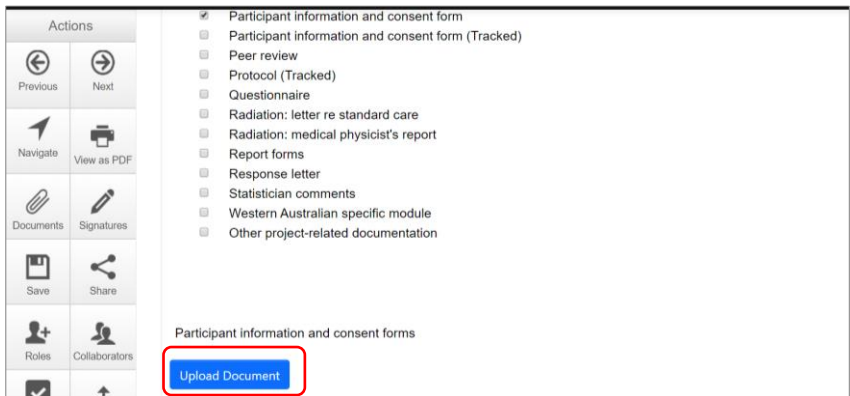 Actions
Previous
Next
Navigate
View as PDF
Documents
Signatures
Save
Share
Roles
Collaborators
Participant information and consent form
Participant information and consent form (Tracked)
Peer review
Protocol (Tracked)
Questionnaire
Radiation: letter re standard care
Radiation: medical physicist's report
Report forms
Response letter
Statistician comments
Western Australian specific module
Other project-related documentation
Participant information and consent forms
Upload Document